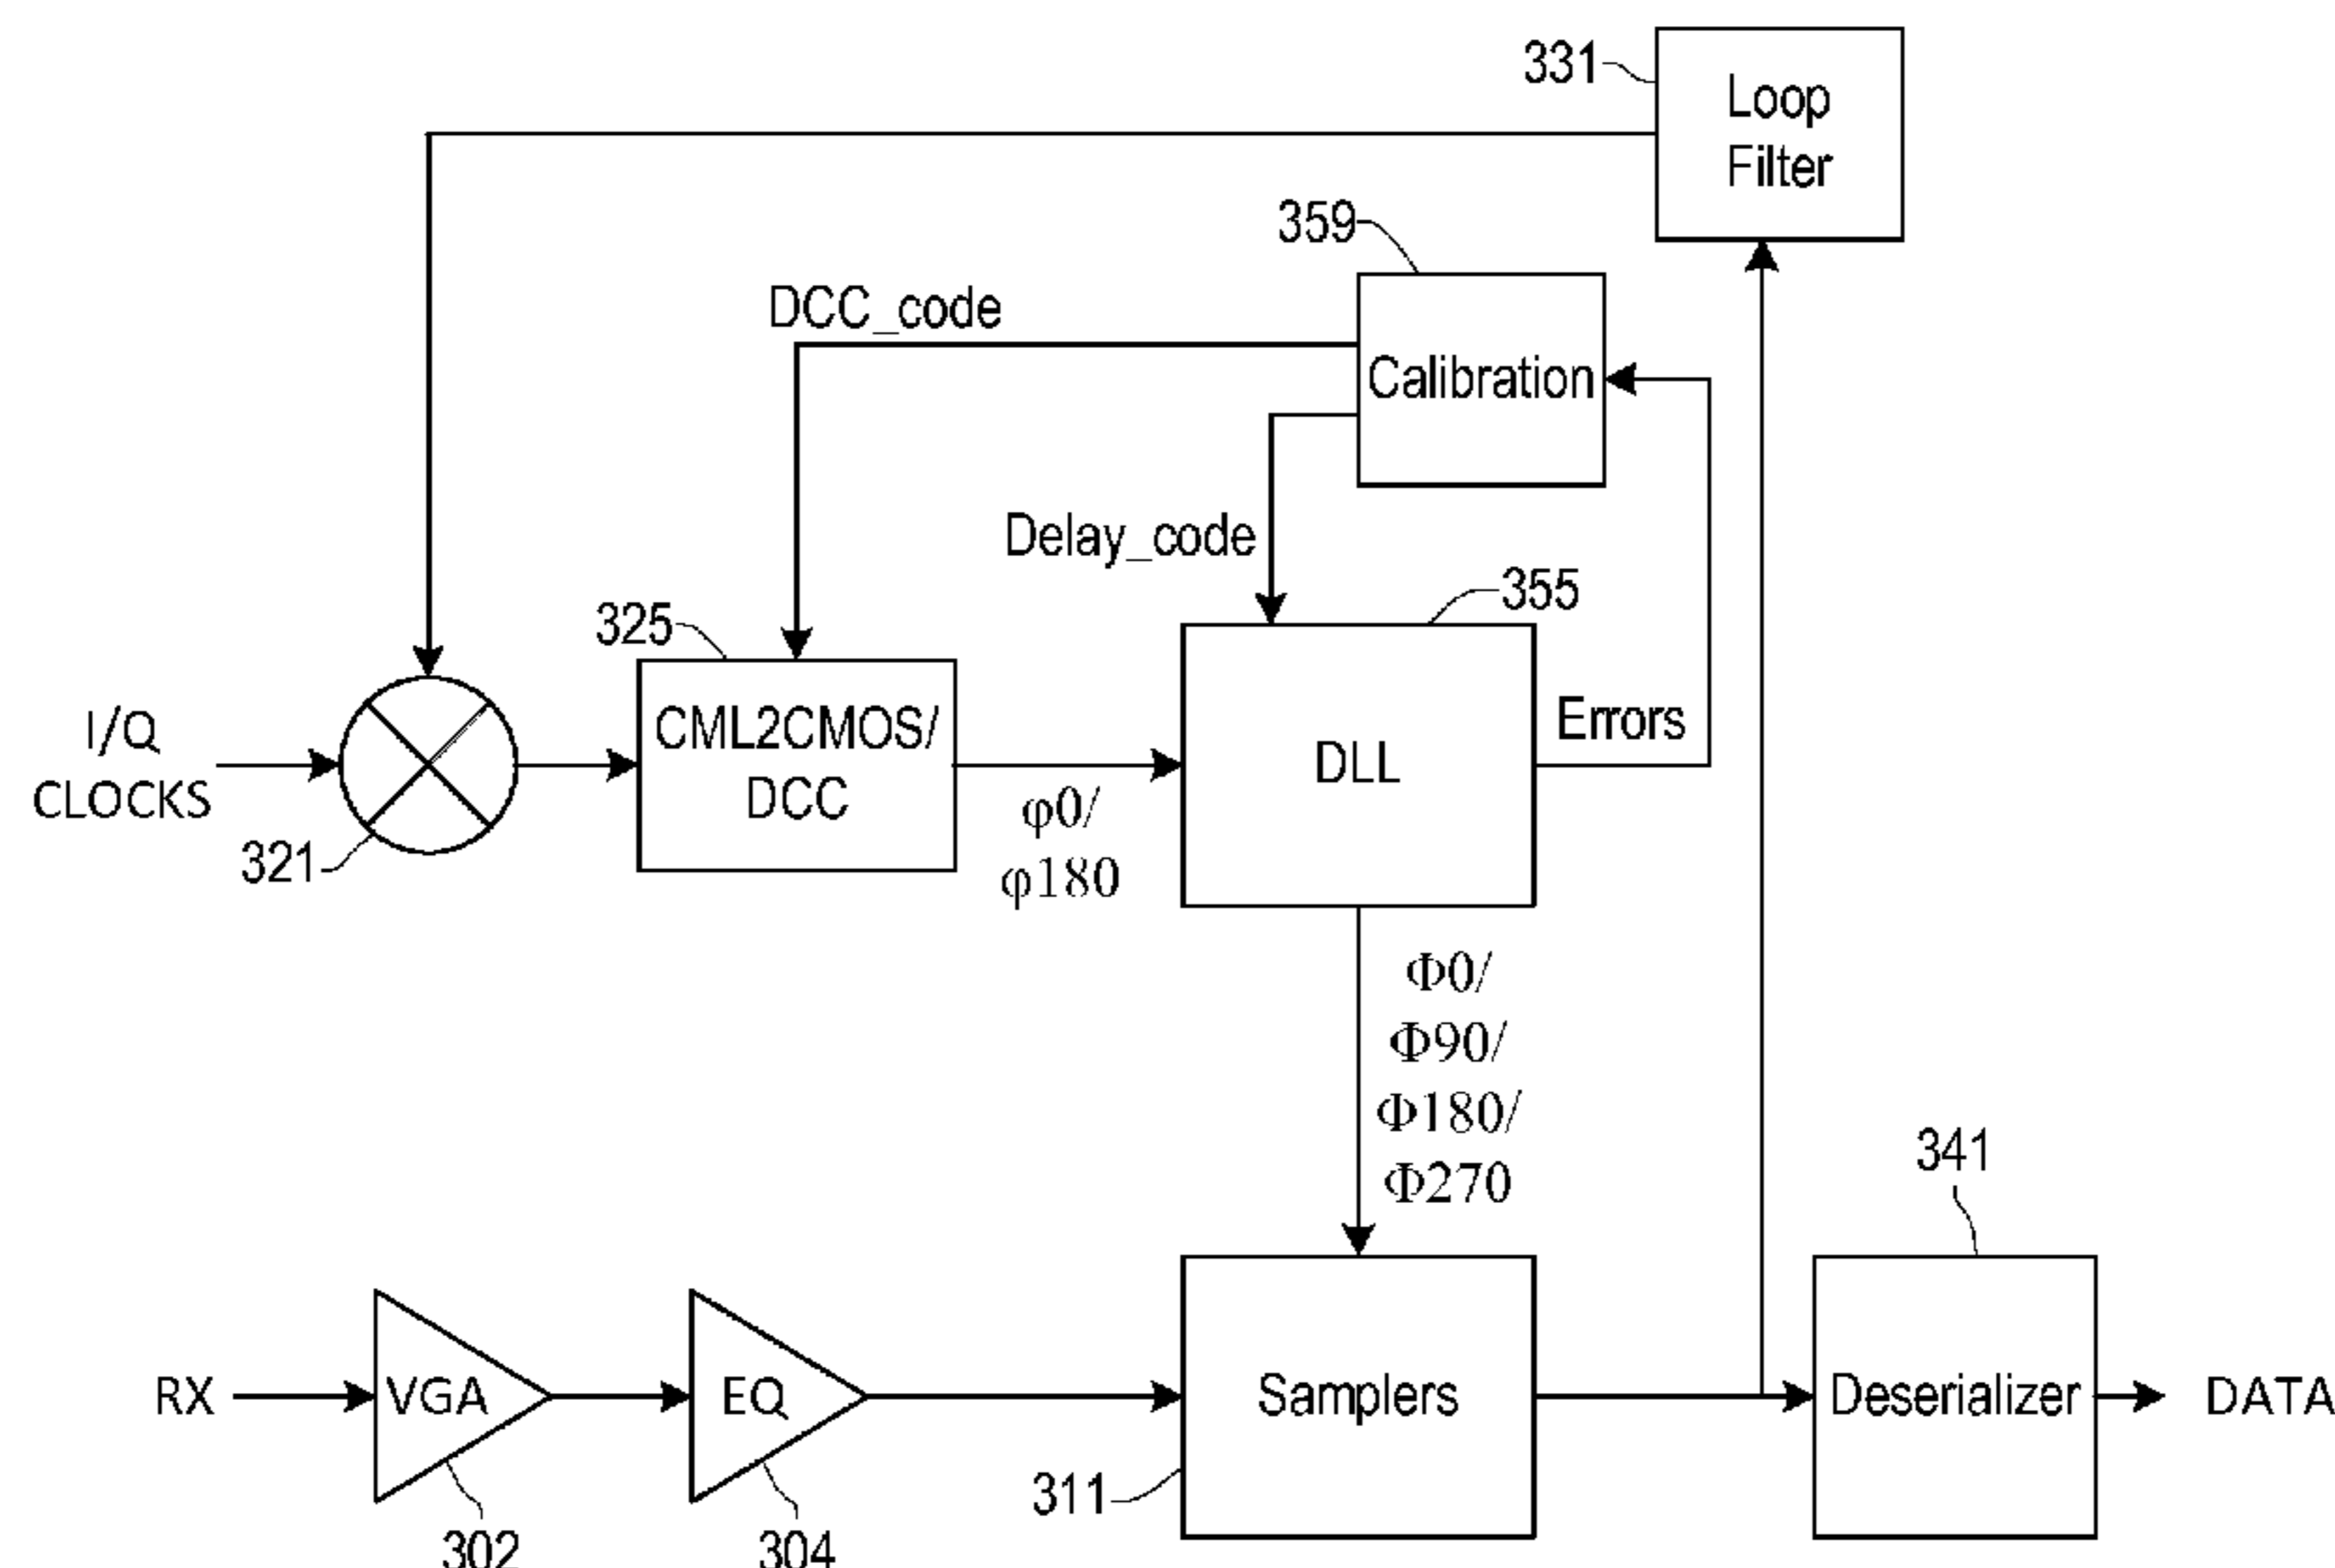 331
Loop
Filter
359
DCC_code
Calibration
Delay_code
355
325
I/Q
CLOCKS
CML2CMOS/
DCC
DLL
Errors
321
φ0/
φ180
Φ0/
Φ90/
Φ180/
Φ270
341
RX
VGA
EQ
Samplers
Deserializer
DATA
311
302
304